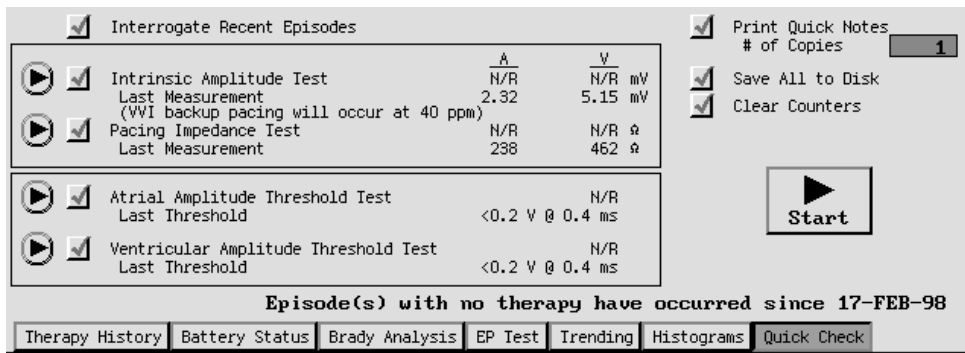 Interrogate Recent Episodes
A V
Intrinsic Amplitude Test N/R N/R mV
Last Measurement 2.32 5.15 mV
(VVI backup pacing will occur at 40 ppm)
Pacing Impedance Test N/R N/R Ω
Last Measurement 238 462 Ω
Atrial Amplitude Threshold Test N/R
Last Threshold <0.2 V @ 0.4 ms
Ventricular Amplitude Threshold Test N/R
Last Threshold <0.2 V @ 0.4 ms
Print Quick Notes
# of Copies 1
Save All to Disk
Clear Counters
Start
Episode(s) with no therapy have occurred since 17-FEB-98
Therapy History Battery Status Brady Analysis EP Test Trending Histograms Quick Check